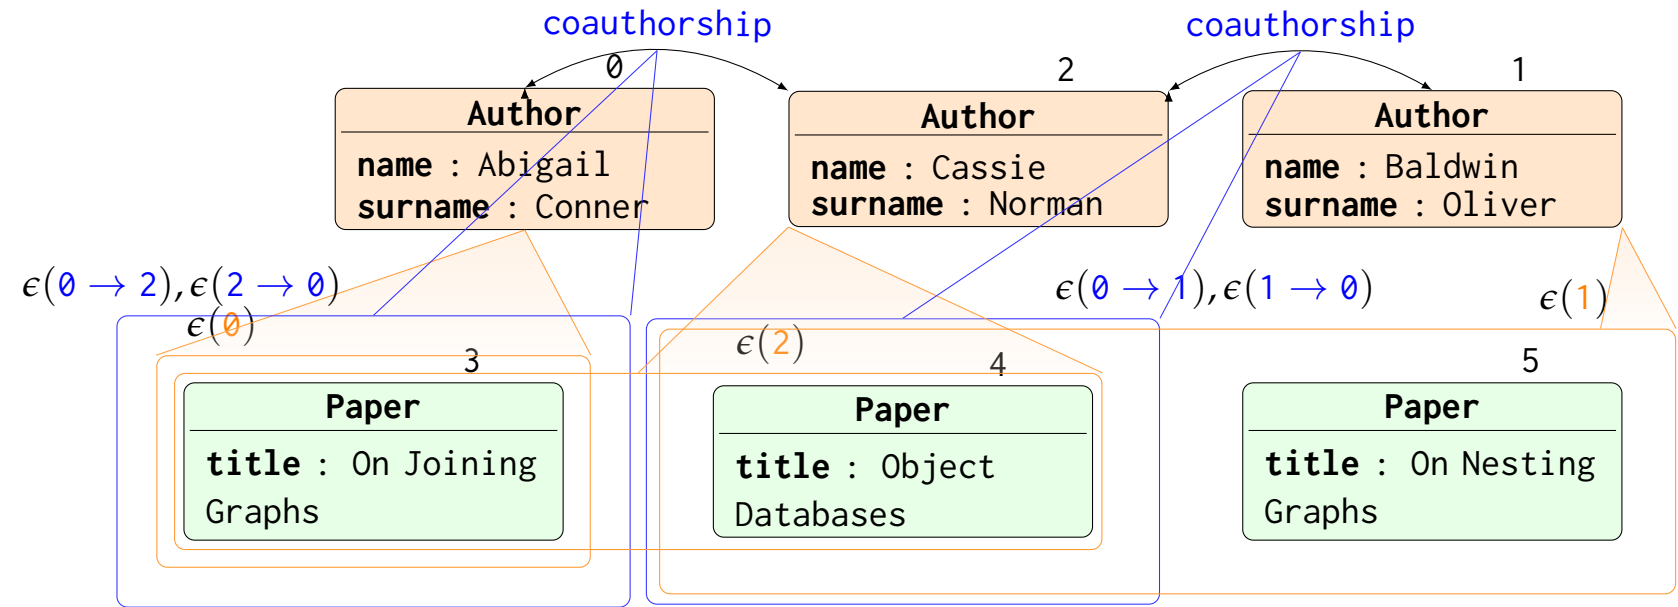 coauthorship coauthorship
0 2 1
Author
name : Abigail
surname : Conner
Author
name : Cassie
surname : Norman
Author
name : Baldwin
surname : Oliver
ϵ(0 → 2), ϵ(2 → 0)
ϵ(0)
ϵ(2)
ϵ(0 → 1), ϵ(1 → 0)
ϵ(1)
3 4 5
Paper
title : On Joining
Graphs
Paper
title : Object
Databases
Paper
title : On Nesting
Graphs